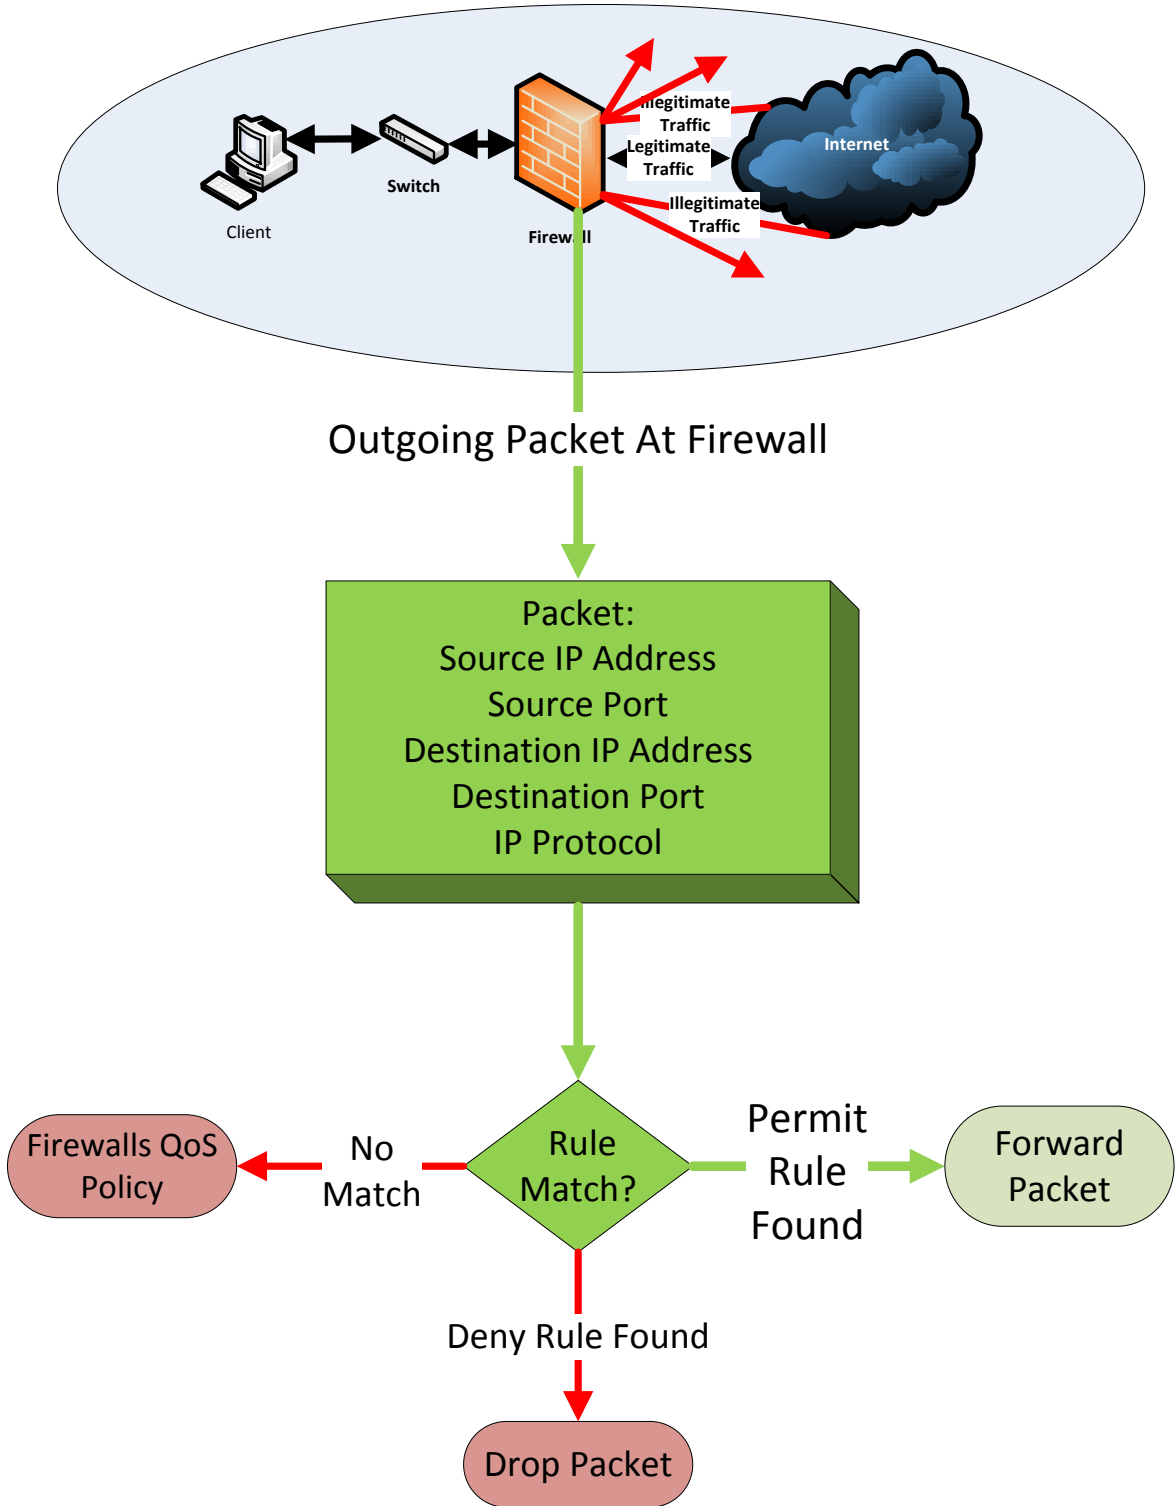 Illegitimate
Traffic
Legitimate
Traffic
Internet
Switch
Illegitimate
Traffic
Client
Firewall
Outgoing Packet At Firewall
Packet:
Source IP Address
Source Port
Destination IP Address
Destination Port
IP Protocol
Firewalls QoS
Policy
No
Match
Rule
Match?
Permit
Rule
Found
Forward
Packet
Deny Rule Found
Drop Packet